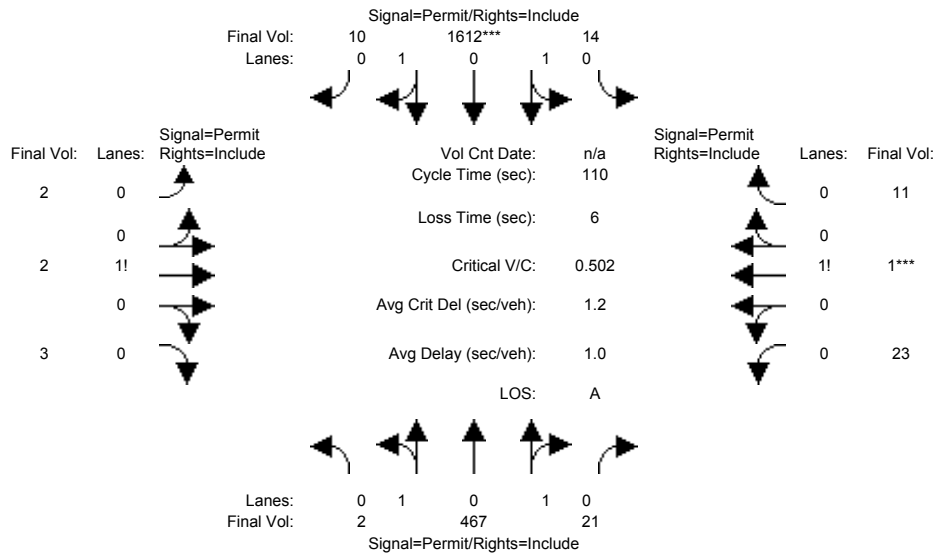 Signal=Permit/Rights=Include
Final Vol: 10 1612*** 14
Lanes: 0 1 0 1 0
Signal=Permit Signal=Permit
Final Vol: Lanes: Rights=Include Vol Cnt Date: n/a Rights=Include Lanes: Final Vol:
Cycle Time (sec): 110
2 0 0 11
Loss Time (sec): 6
0 0
2 1! Critical V/C: 0.502 1! 1***
0 Avg Crit Del (sec/veh): 1.2 0
3 0 Avg Delay (sec/veh): 1.0 0 23
LOS: A
Lanes: 0 1 0 1 0
Final Vol: 2 467 21
Signal=Permit/Rights=Include